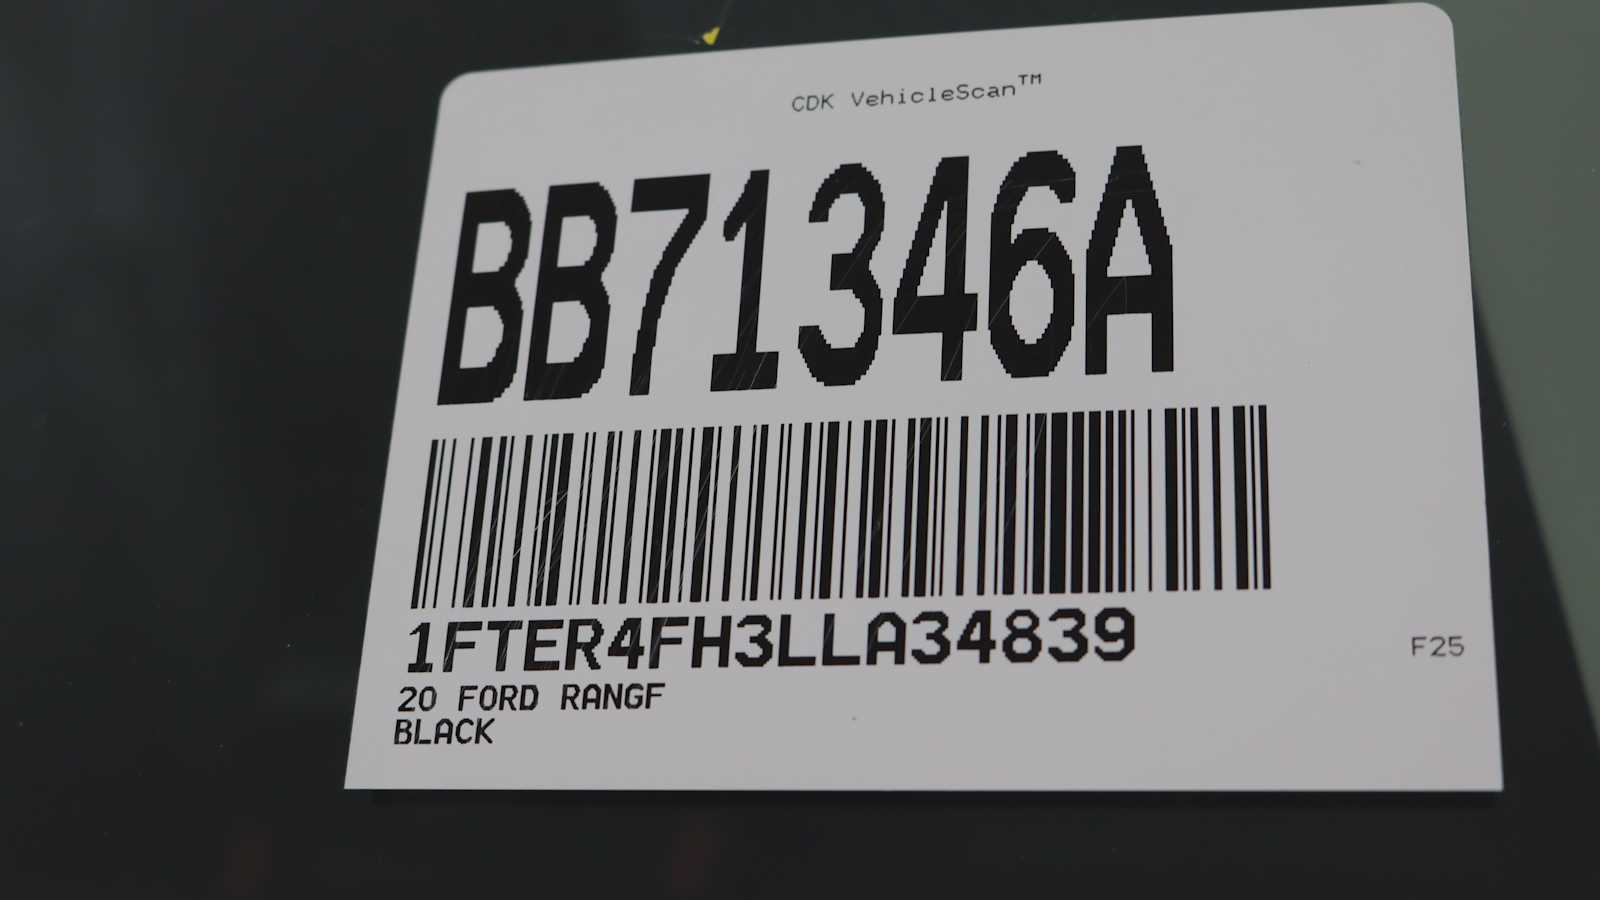 CDK VehicleScan™
BB71346A
1FTER4FH3LLA34839
F25
20 FORD RANGF
BLACK